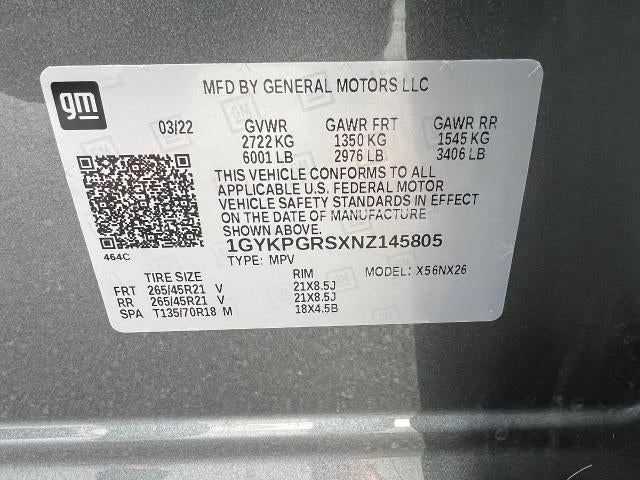 gm
MFD BY GENERAL MOTORS LLC
03/22 GVWR GAWR FRT GAWR RR
2722 KG 1350 KG 1545 KG
6001 LB 2976 LB 3406 LB
THIS VEHICLE CONFORMS TO ALL
APPLICABLE U.S. FEDERAL MOTOR
VEHICLE SAFETY STANDARDS IN EFFECT
ON THE DATE OF MANUFACTURE
SHOWN ABOVE.
1GYKPGRSXNZ145805
464C
TYPE: MPV
MODEL: X56NX26
TIRE SIZE RIM
FRT 265/45R21 V 21X8.5J
RR 265/45R21 V 21X8.5J
SPA T135/70R18 M 18X4.5B